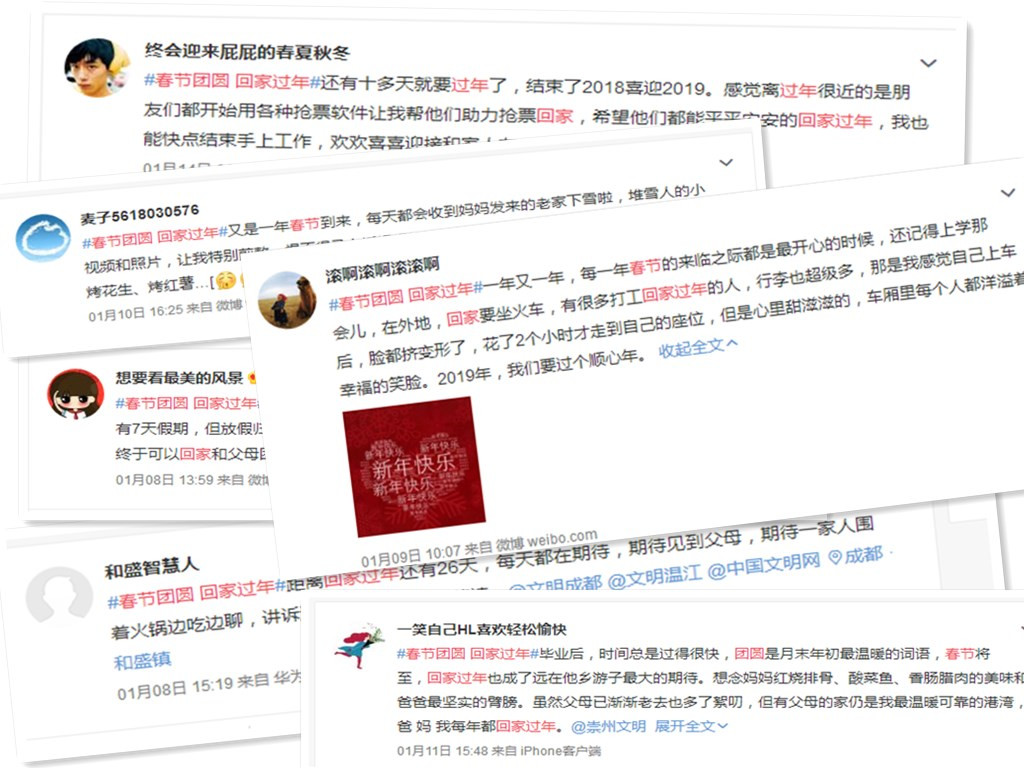 终会迎来屁屁的春夏秋冬
#春节团圆 回家过年#还有十多天就要过年了，结束了2018喜迎2019。感觉离过年很近的是朋
友们都开始用各种抢票软件让我帮他们助力抢票回家，希望他们都能平平安安的回家过年，我也
能快点结束手上工作，欢欢喜喜迎接和家人
01月14日
麦子5618030576
#春节团圆 回家过年#又是一年春节到来，每天都会收到妈妈发来的老家下雪啦，堆雪人的小
视频和照片，让我特别
烤花生、烤红薯...[
01月10日 16:25 来自 微博
滚啊滚啊滚滚啊
#春节团圆 回家过年#一年又一年，每一年春节的来临之际都是最开心的时候，还记得上学那
会儿，在外地，回家要坐火车，有很多打工回家过年的人，行李也超级多，那是我感觉自己上车
后，脸都挤变形了，花了2个小时才走到自己的座位，但是心里甜滋滋的，车厢里每个人都洋溢着
幸福的笑脸。2019年，我们要过个顺心年。 收起全文
新年快乐
新年快乐
新年快乐
新年快乐
新年快乐
01月09日 10:07 来自 微博 weibo.com
想要看最美的风景
#春节团圆 回家过年
有7天假期，但放假归
终于可以回家和父母团
01月08日 13:59 来自 微博
和盛智慧人
#春节团圆 回家过年#距离回家过年还有26天，每天都在期待，期待见到父母，期待一家人围
着火锅边吃边聊，讲诉
@文明成都 @文明温江 @中国文明网 成都 ·
和盛镇
01月08日 15:19 来自 华为
一笑自己HL喜欢轻松愉快
#春节团圆 回家过年#毕业后，时间总是过得很快，团圆是月末年初最温暖的词语，春节将
至，回家过年也成了远在他乡游子最大的期待。想念妈妈红烧排骨、酸菜鱼、香肠腊肉的美味和
爸爸最坚实的臂膀。虽然父母已渐渐老去也多了絮叨，但有父母的家仍是我最温暖可靠的港湾，
爸 妈 我每年都回家过年。@崇州文明 展开全文
01月11日 15:48 来自 iPhone客户端